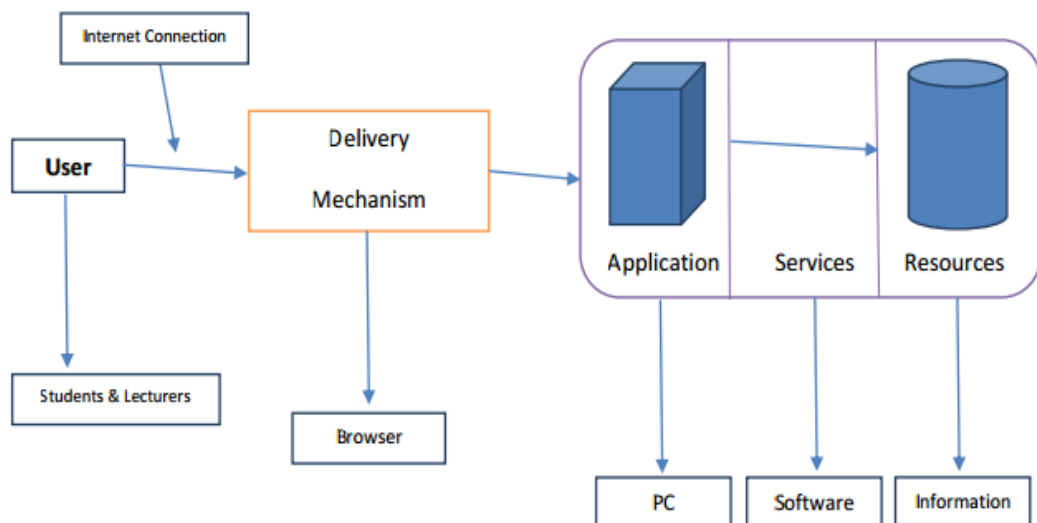 Internet Connection
User
Delivery
Mechanism
Application
Services
Resources
Students & Lecturers
Browser
PC
Software
Information